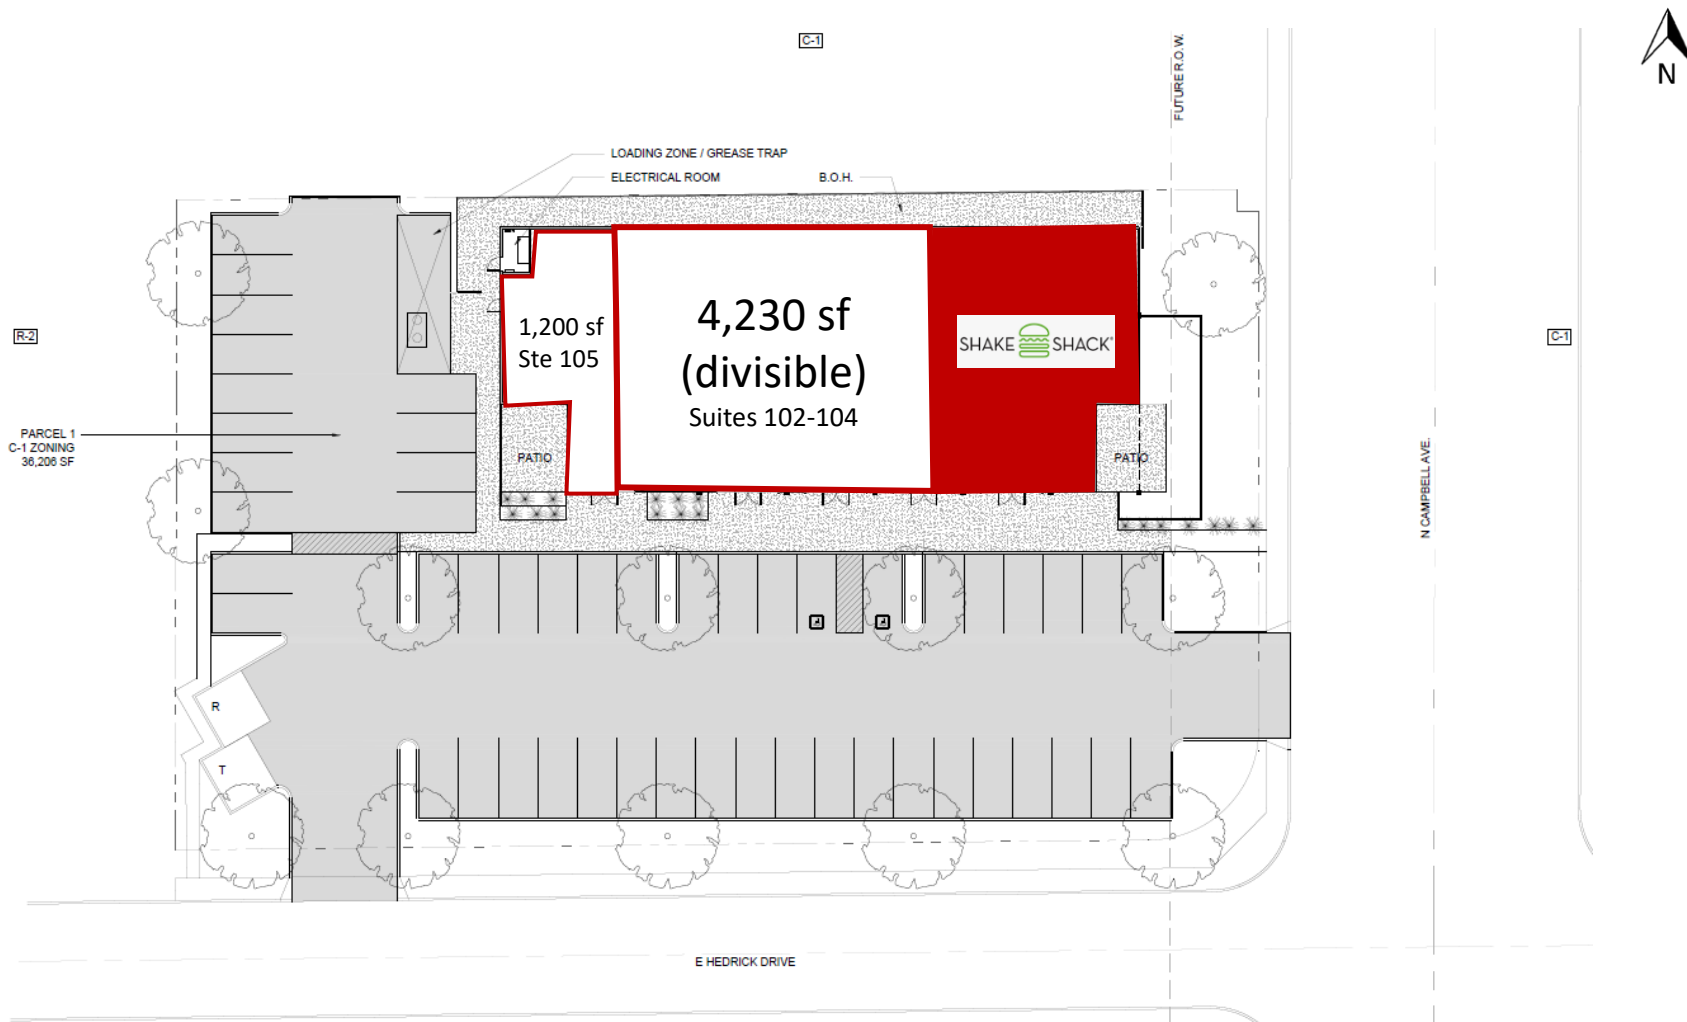 C-1
FUTURE R.O.W.
N
LOADING ZONE / GREASE TRAP
ELECTRICAL ROOM
B.O.H.
R-2
1,200 sf
Ste 105
4,230 sf
(divisible)
Suites 102-104
SHAKE SHACK
C-1
PARCEL 1
C-1 ZONING
36,206 SF
PATIO
PATIO
N CAMPBELL AVE.
R
T
E HEDRICK DRIVE